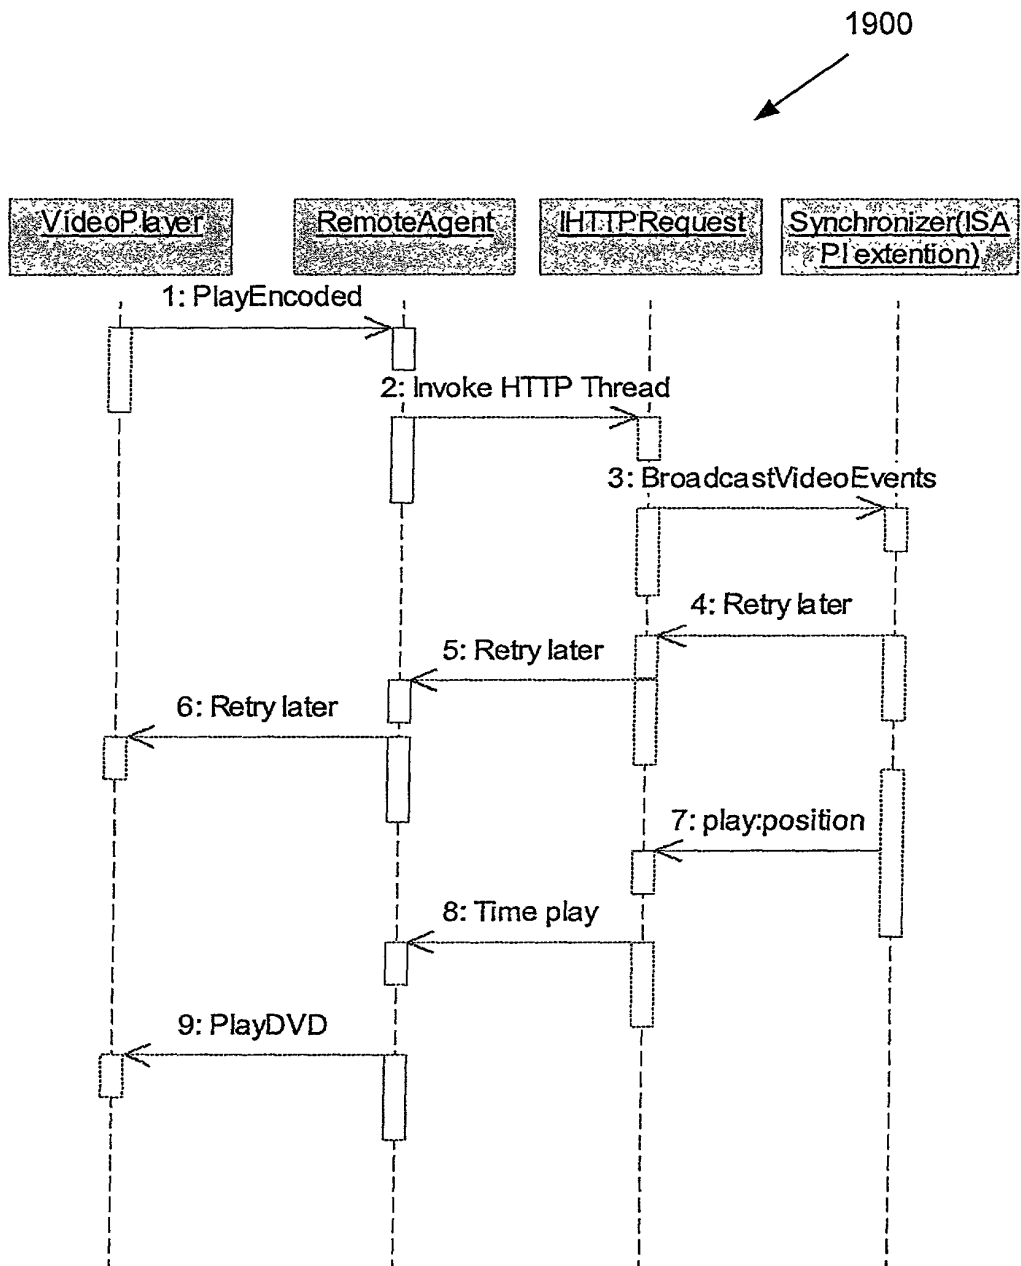 1900
VideoPlayer
RemoteAgent
IHTTPRequest
Synchronizer(ISA
PI extention)
1: PlayEncoded
2: Invoke HTTP Thread
3: BroadcastVideoEvents
4: Retry later
5: Retry later
6: Retry later
7: play:position
8: Time play
9: PlayDVD